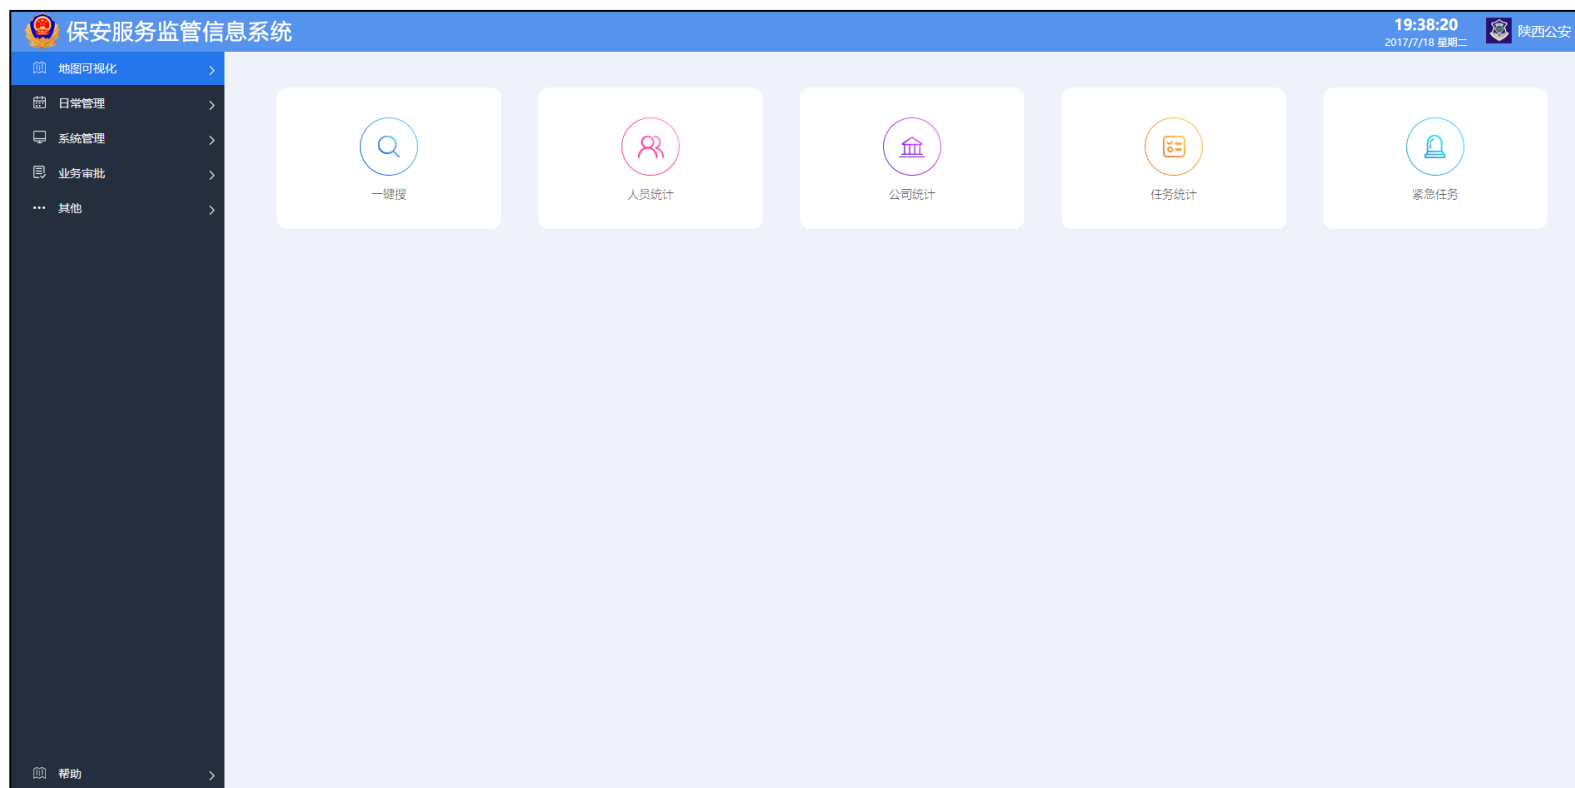 保安服务监管信息系统
19:38:20
2017/7/18 星期二
陕西公安
地图可视化
日常管理
系统管理
业务审批
其他
一键搜
人员统计
公司统计
任务统计
紧急任务
帮助